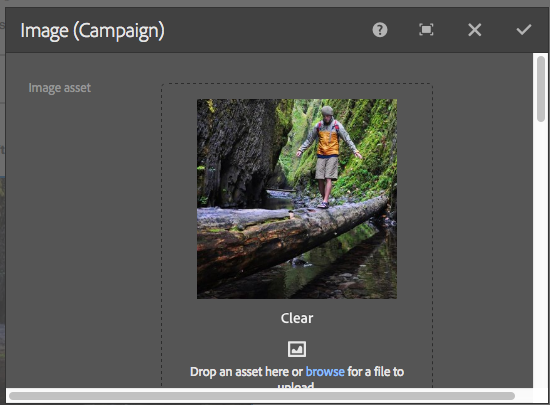 Image (Campaign)
Image asset
Clear
Drop an asset here or browse for a file to
upload